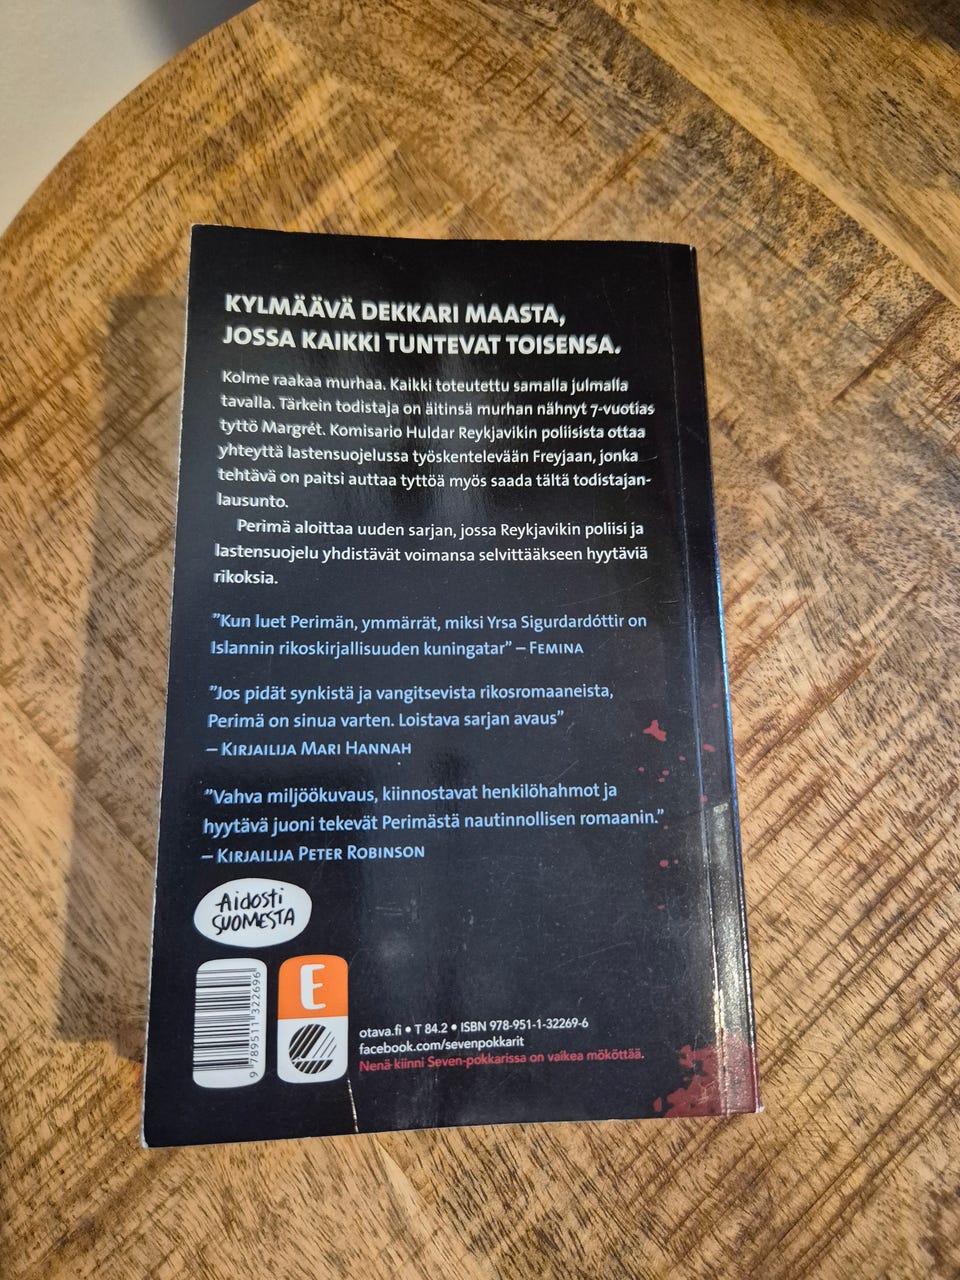 KYLMÄÄVÄ DEKKARI MAASTA,
JOSSA KAIKKI TUNTEVAT TOISENSA.
Kolme raakaa murhaa. Kaikki toteutettu samalla julmalla
tavalla. Tärkein todistaja on äitinsä murhan nähnyt 7-vuotias
tyttö Margrét. Komisario Huldar Reykjavikin poliisista ottaa
yhteyttä lastensuojelussa työskentelevään Freyjaan, jonka
tehtävä on paitsi auttaa tyttöä myös saada tältä todistajan-
lausunto.
Perimä aloittaa uuden sarjan, jossa Reykjavikin poliisi ja
lastensuojelu yhdistävät voimansa selvittääkseen hyytäviä
rikoksia.
”Kun luet Perimän, ymmärrät, miksi Yrsa Sigurdardóttir on
Islannin rikoskirjallisuuden kuningatar” – FEMINA
”Jos pidät synkistä ja vangitsevista rikosromaaneista,
Perimä on sinua varten. Loistava sarjan avaus”
– KIRJAILIJA MARI HANNAH
”Vahva miljöökuvaus, kiinnostavat henkilöhahmot ja
hyytävä juoni tekevät Perimästä nautinnollisen romaanin.”
– KIRJAILIJA PETER ROBINSON
Aidosti
SUOMESTA
9 789511 322696
E
otava.fi • T 84.2 • ISBN 978-951-1-32269-6
facebook.com/sevenpokkarit
Nenä kiinni Seven-pokkarissa on vaikea mököttää.